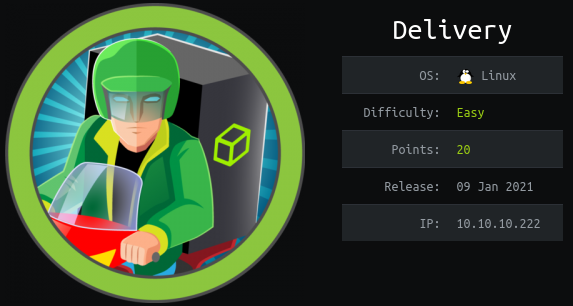 Delivery
OS: Linux
Difficulty: Easy
Points: 20
Release: 09 Jan 2021
IP: 10.10.10.222